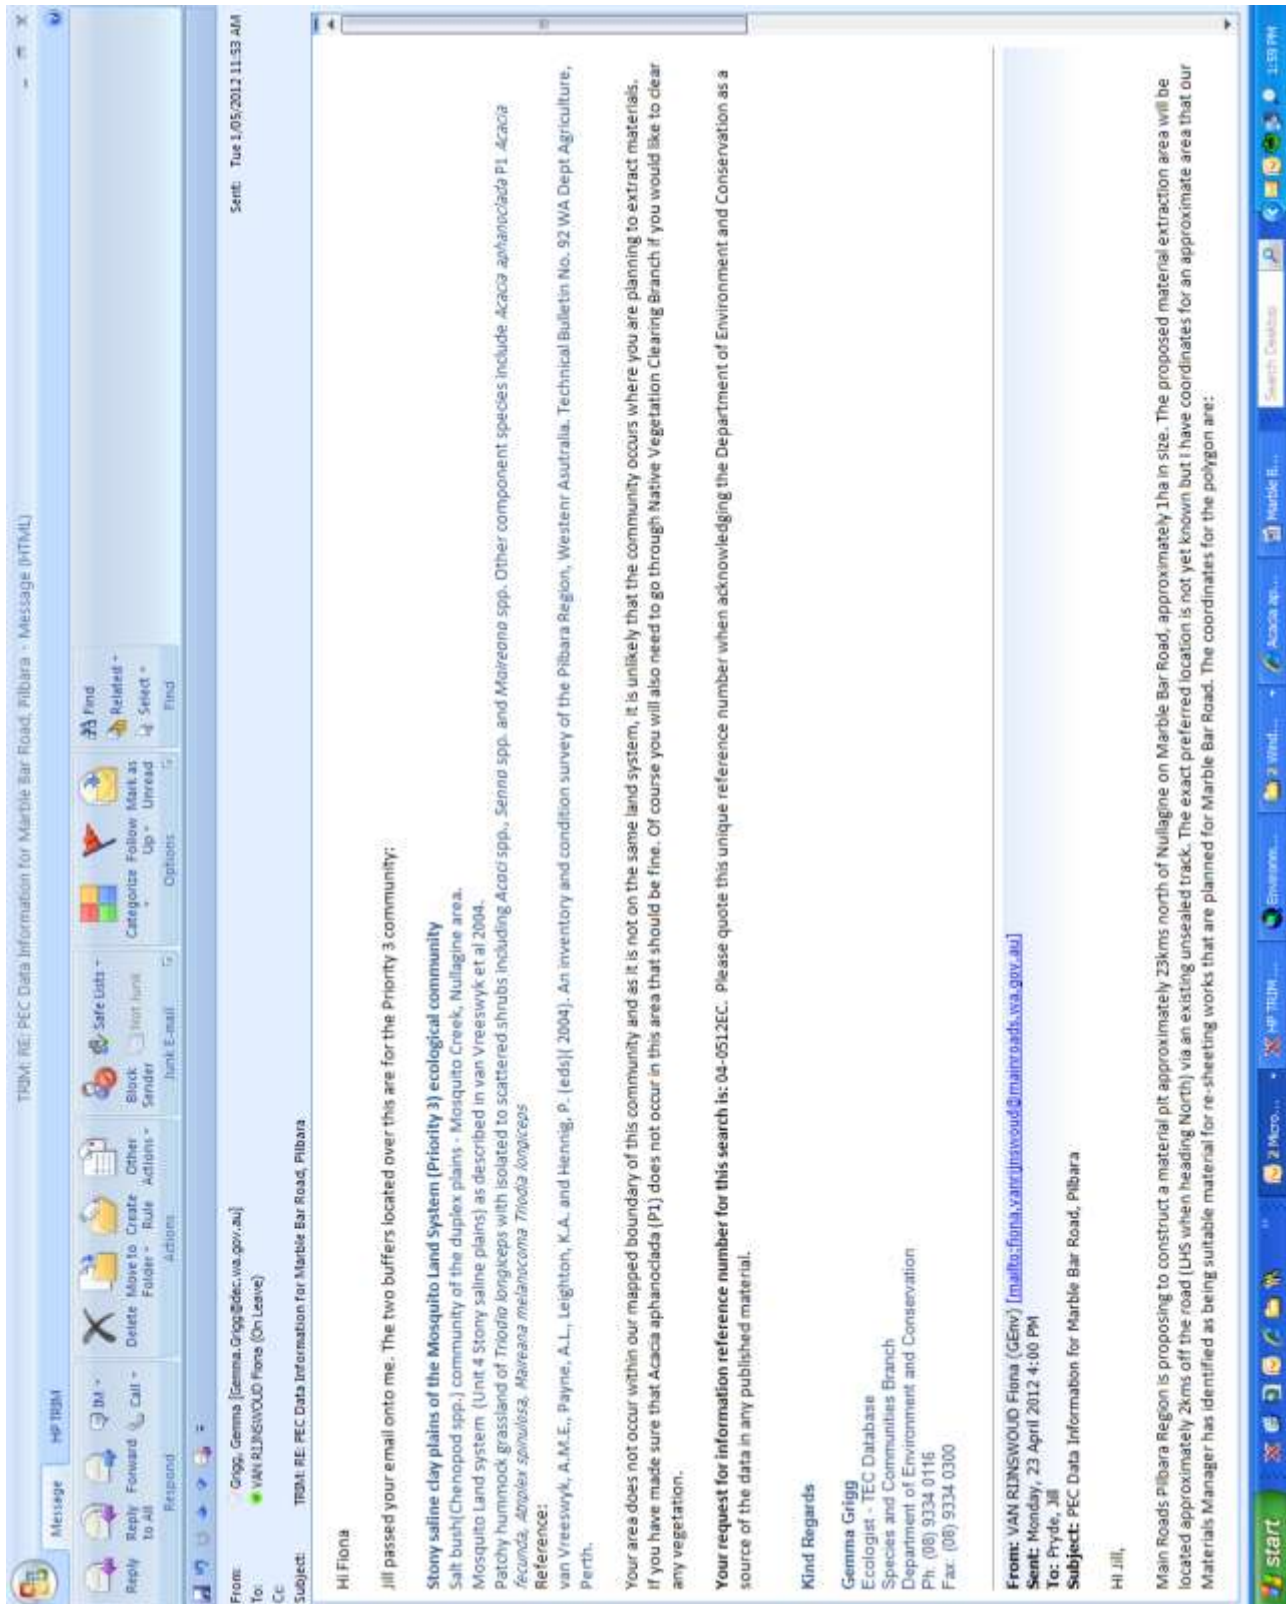 TRIM: RE: PEC Data Information for Marble Bar Road, Pilbara - Message (HTML)
Message HP TRIM
Reply Reply to All Forward IM Call
Respond
Delete Move to Folder Create Rule Other Actions
Actions
Block Sender Safe Lists Not Junk
Junk E-mail
Categorize Follow Up Mark as Unread
Options
Find Related Select
Find
From: Grigg, Gemma [Gemma.Grigg@dec.wa.gov.au]
Sent: Tue 1/05/2012 11:53 AM
To: VAN RIJNSWOUD Fiona (On Leave)
Cc:
Subject: TRIM: RE: PEC Data Information for Marble Bar Road, Pilbara
Hi Fiona
Jill passed your email onto me. The two buffers located over this are for the Priority 3 community:
Stony saline clay plains of the Mosquito Land System (Priority 3) ecological community
Salt bush(Chenopod spp.) community of the duplex plains - Mosquito Creek, Nullagine area.
Mosquito Land system (Unit 4 Stony saline plains) as described in van Vreeswyk et al 2004.
Patchy hummock grassland of Triodia longiceps with isolated to scattered shrubs including Acaci spp., Senna spp. and Maireana spp. Other component species include Acacia aphanoclada P1 Acacia
fecunda, Atriplex spinulosa, Maireana melanocoma Triodia longiceps
Reference:
van Vreeswyk, A.M.E., Payne, A.L., Leighton, K.A. and Hennig, P. (eds)( 2004). An inventory and condition survey of the Pilbara Region, Westenr Asutralia. Technical Bulletin No. 92 WA Dept Agriculture,
Perth.
Your area does not occur within our mapped boundary of this community and as it is not on the same land system, it is unlikely that the community occurs where you are planning to extract materials.
If you have made sure that Acacia aphanoclada (P1) does not occur in this area that should be fine. Of course you will also need to go through Native Vegetation Clearing Branch if you would like to clear
any vegetation.
Your request for information reference number for this search is: 04-0512EC. Please quote this unique reference number when acknowledging the Department of Environment and Conservation as a
source of the data in any published material.
Kind Regards
Gemma Grigg
Ecologist - TEC Database
Species and Communities Branch
Department of Environment and Conservation
Ph: (08) 9334 0116
Fax: (08) 9334 0300
From: VAN RIJNSWOUD Fiona (GEnv) [mailto:fiona.vanrijnswoud@mainroads.wa.gov.au]
Sent: Monday, 23 April 2012 4:00 PM
To: Pryde, Jill
Subject: PEC Data Information for Marble Bar Road, Pilbara
Hi Jill,
Main Roads Pilbara Region is proposing to construct a material pit approximately 23kms north of Nullagine on Marble Bar Road, approximately 1ha in size. The proposed material extraction area will be
located approximately 2kms off the road (LHS when heading North) via an existing unsealed track. The exact preferred location is not yet known but I have coordinates for an approximate area that our
Materials Manager has identified as being suitable material for re-sheeting works that are planned for Marble Bar Road. The coordinates for the polygon are:
start 2 Micro... HP TRIM... Environm... 2 Wind... Acacia ap... Marble B... Search Desktop 1:59 PM